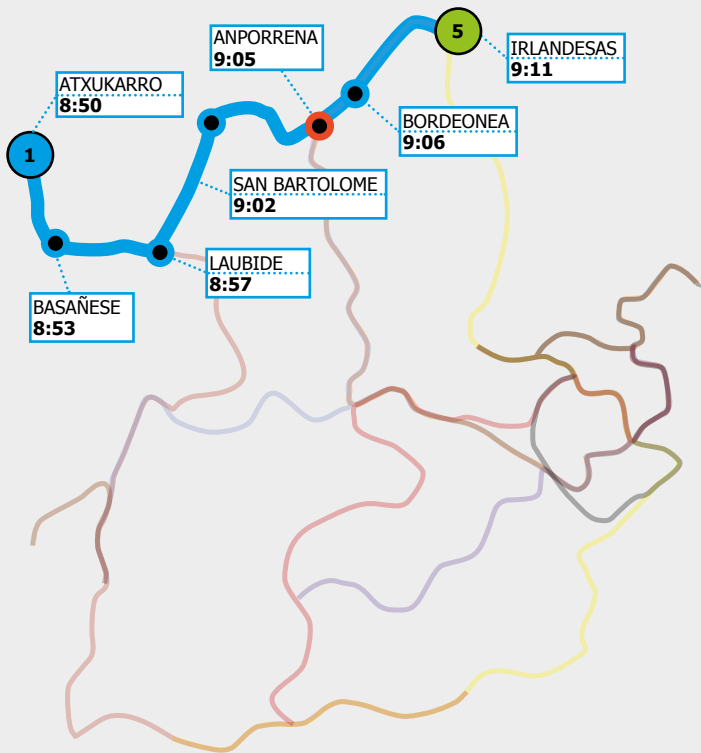 5
ANPORRENA
9:05
IRLANDESAS
9:11
ATXUKARRO
8:50
BORDEONEA
9:06
1
SAN BARTOLOME
9:02
LAUBIDE
8:57
BASAÑESE
8:53